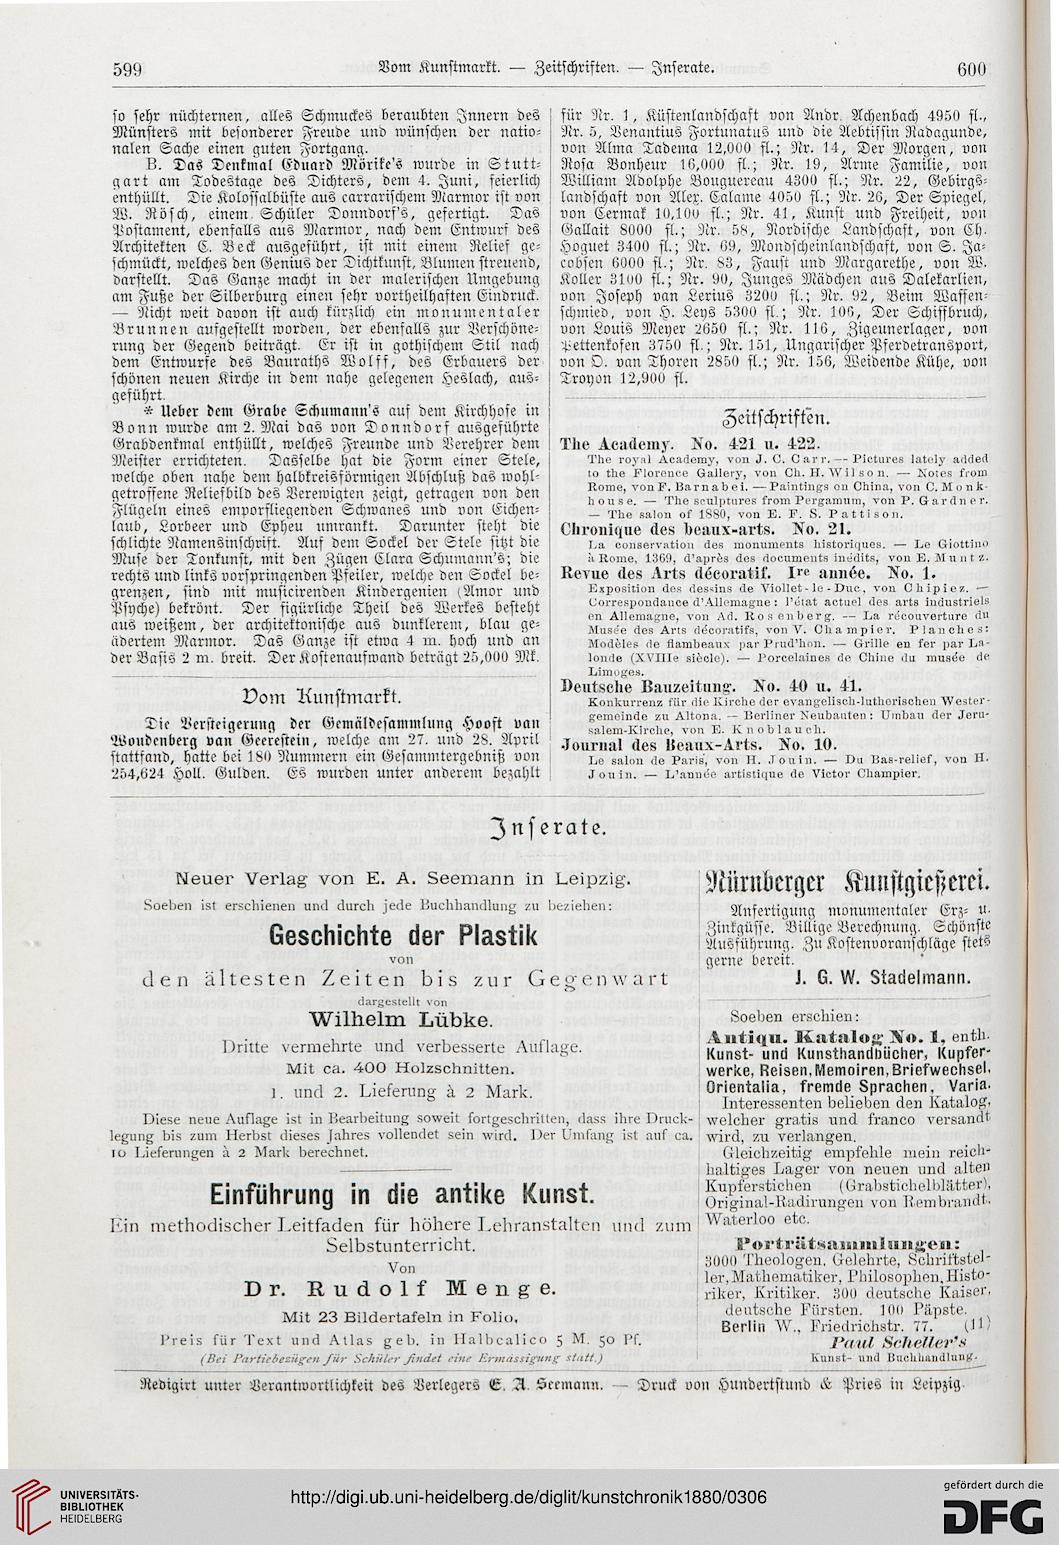 599
Vom Kunstmarkt. — Zeitschriften. — Inserate.
600
so sehr nüchternen, alles Schmuckes beraubten Innern des
Münsters mit besonderer Freude und wünschen der natio-
nalen Sache einen guten Fortgang.
B. Das Denkmal Eduard Mörike's wurde in Stutt-
gart am Todestage des Dichters, dem 4. Juni, feierlich
enthüllt. Die Kolossalbüste aus carrarischem Marmor ist von
W. Rösch, einem Schüler Donndorf's, gefertigt. Das
Postament, ebenfalls aus Marmor, nach dem Entwurf des
Architekten C. Beck ausgeführt, ist mit einem Relief ge-
schmückt, welches den Genius der Dichtkunst, Blumen streuend,
darstellt. Das Ganze macht in der malerischen Umgebung
am Fuße der Silberburg einen sehr vortheilhaften Eindruck.
— Nicht weit davon ist auch kürzlich ein monumentaler
Brunnen aufgestellt worden, der ebenfalls zur Verschöne-
rung der Gegend beiträgt. Er ist in gothischem Stil nach
dem Entwurfe des Bauraths Wolff, des Erbauers der
schönen neuen Kirche in dem nahe gelegenen Heslach, aus-
geführt.
* Ueber dem Grabe Schumann's auf dem Kirchhofe in
Bonn wurde am 2. Mai das von Donndorf ausgeführte
Grabdenkmal enthüllt, welches Freunde und Verehrer dem
Meister errichteten. Dasselbe hat die Form einer Stele,
welche oben nahe dem halbkreisförmigen Abschluß das wohl-
getroffene Reliefbild des Verewigten zeigt, getragen von den
Flügeln eines emporfliegenden Schwanes und von Eichen-
laub, Lorbeer und Epheu umrankt. Darunter steht die
schlichte Namensinschrift. Auf dem Sockel der Stele sitzt die
Muse der Tonkunst, mit den Zügen Clara Schumann's; die
rechts und links vorspringenden Pfeiler, welche den Sockel be-
grenzen, sind mit musicirenden Kindergenien (Amor und
Psyche) bekrönt. Der figürliche Theil des Werkes besteht
aus weißem, der architektonische aus dunklerem, blau ge-
ädertem Marmor. Das Ganze ist etwa 4 m. hoch und an
der Basis 2 m. breit. Der Kostenaufwand beträgt 25,000 Mk.
Vom Kunstmarkt.
Die Versteigerung der Gemäldesammlung Hooft van
Woudenberg van Geerestein, welche am 27. und 28. April
stattfand, hatte bei 180 Nummern ein Gesammtergebniß von
254,624 Holl. Gulden. Es wurden unter anderem bezahlt
für Nr. 1, Küstenlandschaft von Andr. Achenbach 4950 fl.,
Nr. 5, Venantius Fortunatus und die Aebtissin Radagunde,
von Alma Tadema 12,000 fl.; Nr. 14, Der Morgen, von
Rosa Bonheur 16,000 fl.; Nr. 19, Arme Familie, von
William Adolphe Bouguereau 4300 fl.; Nr. 22, Gebirgs-
landschaft von Alex. Calame 4050 fl.; Nr. 26, Der Spiegel,
von Cermak 10,100 fl.; Nr. 41, Kunst und Freiheit, von
Gallait 8000 fl.; Nr. 58, Nordische Landschaft, von Ch.
Hoguet 3400 fl.; Nr. 69, Mondscheinlandschaft, von S. Ja-
cobsen 6000 fl.; Nr. 83, Faust und Margarethe, von W.
Koller 3100 fl.; Nr. 90, Junges Mädchen aus Dalekarlien,
von Joseph van Lerius 3200 fl.; Nr. 92, Beim Waffen-
schmied, von H. Leys 5300 fl.; Nr. 106, Der Schiffbruch,
von Louis Meyer 2650 fl.; Nr. 116, Zigeunerlager, von
Pettenkofen 3750 fl.; Nr. 151, Ungarischer Pferdetransport,
von O. van Thoren 2850 fl.; Nr. 156, Weidende Kühe, von
Troyon 12,900 fl.
Zeitschriften.
The Academy. No. 421 u. 422.
The royal Academy, von J. C. Carr. — Pictures lately added
to the Florence Gallery, von Ch. H. Wilson. — Notes from
Rome, von F. Barnabei. — Paintings on China, von C. Monk-
house. — The sculptures from Pergamum, von P. Gardner.
— The salon of 1880, von E. F. S. Pattison.
Chronique des beaux-arts. No. 21.
La conservation des monuments historiques. — Le Giottino
à Rome, 1369, d'après des documents inédits, von E. Muntz.
Revue des Arts décoratif. Ire année. No. 1.
Exposition des dessins de Viollet-le-Duc, von Chipiez. —
Correspondance d'Allemagne: l'état actuel des arts industriels
en Allemagne, von Ad. Rosenberg. — La récouverture du
Musée des Arts décoratifs, von V. Champier. Planches:
Modèles de flambeaux par Prud'hon. — Grille en fer par La-
londe (XVIIIe siècle). — Porcelaines de Chine du musée de
Limoges.
Deutsche Bauzeitung. No. 40 u. 41.
Konkurrenz für die Kirche der evangelisch-lutherischen Wester-
gemeinde zu Altona. — Berliner Neubauten: Umbau der Jeru-
salem-Kirche, von E. Knoblauch.
Journal des Beaux-Arts. No. 10.
Le salon de Paris, von H. Jouin. — Du Bas-relief, von H.
Jouin. — L'année artistique de Victor Champier.
Inserate.
Neuer Verlag von E. A. Seemann in Leipzig.
Soeben ist erschienen und durch jede Buchhandlung zu beziehen:
Geschichte der Plastik
von
den ältesten Zeiten bis zur Gegenwart
dargestellt von
Wilhelm Lübke.
Dritte vermehrte und verbesserte Auflage.
Mit ca. 400 Holzschnitten.
1. und 2. Lieferung à 2 Mark.
Diese neue Auflage ist in Bearbeitung soweit fortgeschritten, dass ihre Druck-
legung bis zum Herbst dieses Jahres vollendet sein wird. Der Umfang ist auf ca.
10 Lieferungen à 2 Mark berechnet.
Einführung in die antike Kunst.
Ein methodischer Leitfaden für höhere Lehranstalten und zum
Selbstunterricht.
Von
Dr. Rudolf Menge.
Mit 23 Bildertafeln in Folio.
Preis für Text und Atlas geb. in Halbcalico 5 M. 50 Pf.
(Bei Partiebezügen für Schüler findet eine Ermässigung statt.)
Nürnberger Kunstgießerei.
Anfertigung monumentaler Erz- u.
Zinkgüsse. Billige Berechnung. Schönste
Ausführung. Zu Kostenvoranschläge stets
gerne bereit.
J. G. W. Stadelmann.
Soeben erschien:
Antiqu. Katalog No. 1, enth.
Kunst- und Kunsthandbücher, Kupfer-
werke, Reisen, Memoiren, Briefwechsel,
Orientalia, fremde Sprachen, Varia.
Interessenten belieben den Katalog,
welcher gratis und franco versandt
wird, zu verlangen.
Gleichzeitig empfehle mein reich-
haltiges Lager von neuen und alten
Kupferstichen (Grabstichelblätter),
Original-Radirungen von Rembrandt,
Waterloo etc.
Porträtsammlungen:
3000 Theologen, Gelehrte, Schriftstel-
ler, Mathematiker, Philosophen, Histo-
riker, Kritiker. 300 deutsche Kaiser,
deutsche Fürsten. 100 Päpste.
Berlin W., Friedrichstr. 77. (11)
Paul Scheller's
Kunst- und Buchhandlung.
Redigirt unter Verantwortlichkeit des Verlegers E. A. Seemann. — Druck von Hundertstund & Pries in Leipzig.
UNIVERSITÄTS-
BIBLIOTHEK
HEIDELBERG
http://digi.ub.uni-heidelberg.de/diglit/kunstchronik1880/0306
gefördert durch die
DFG